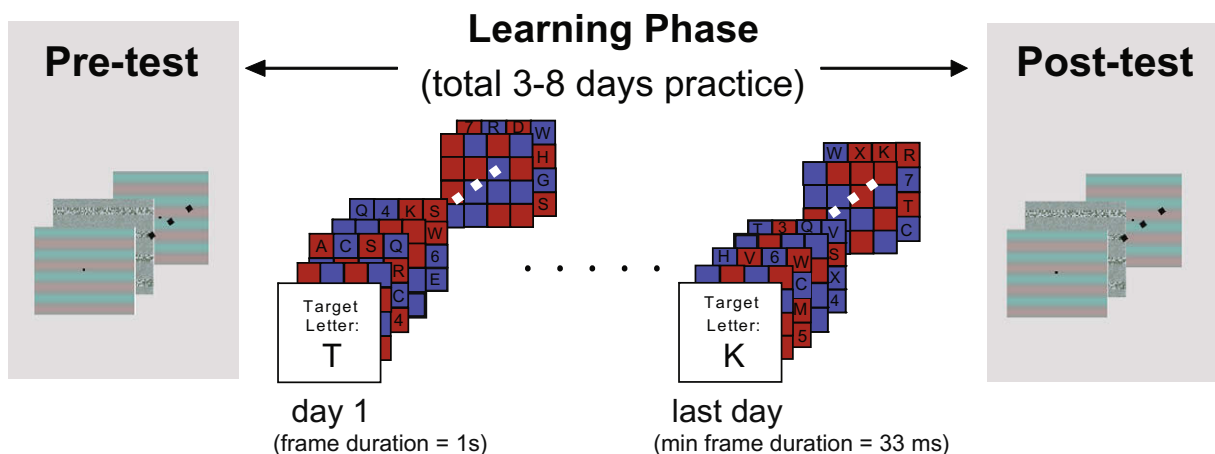 Pre-test
Learning Phase
(total 3-8 days practice)
Post-test
7 R D W
H
G
S
Q 4 K S
W
6
E
A C S Q
R
C
4
Target
Letter:
T
. . . . . .
W X K R
7
T
C
T 3 Q V
S
X
4
H V 6 W
C
M
5
Target
Letter:
K
day 1
(frame duration = 1s)
last day
(min frame duration = 33 ms)